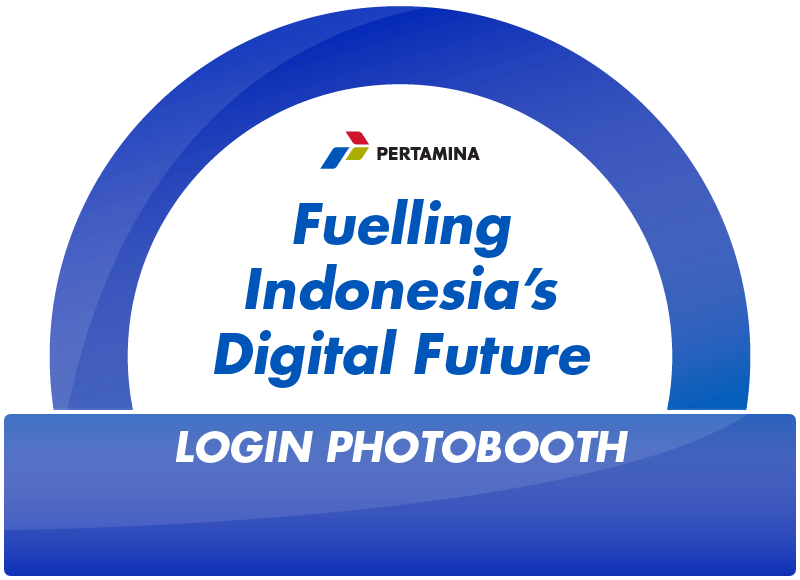 PERTAMINA
Fuelling
Indonesia’s
Digital Future
LOGIN PHOTOBOOTH